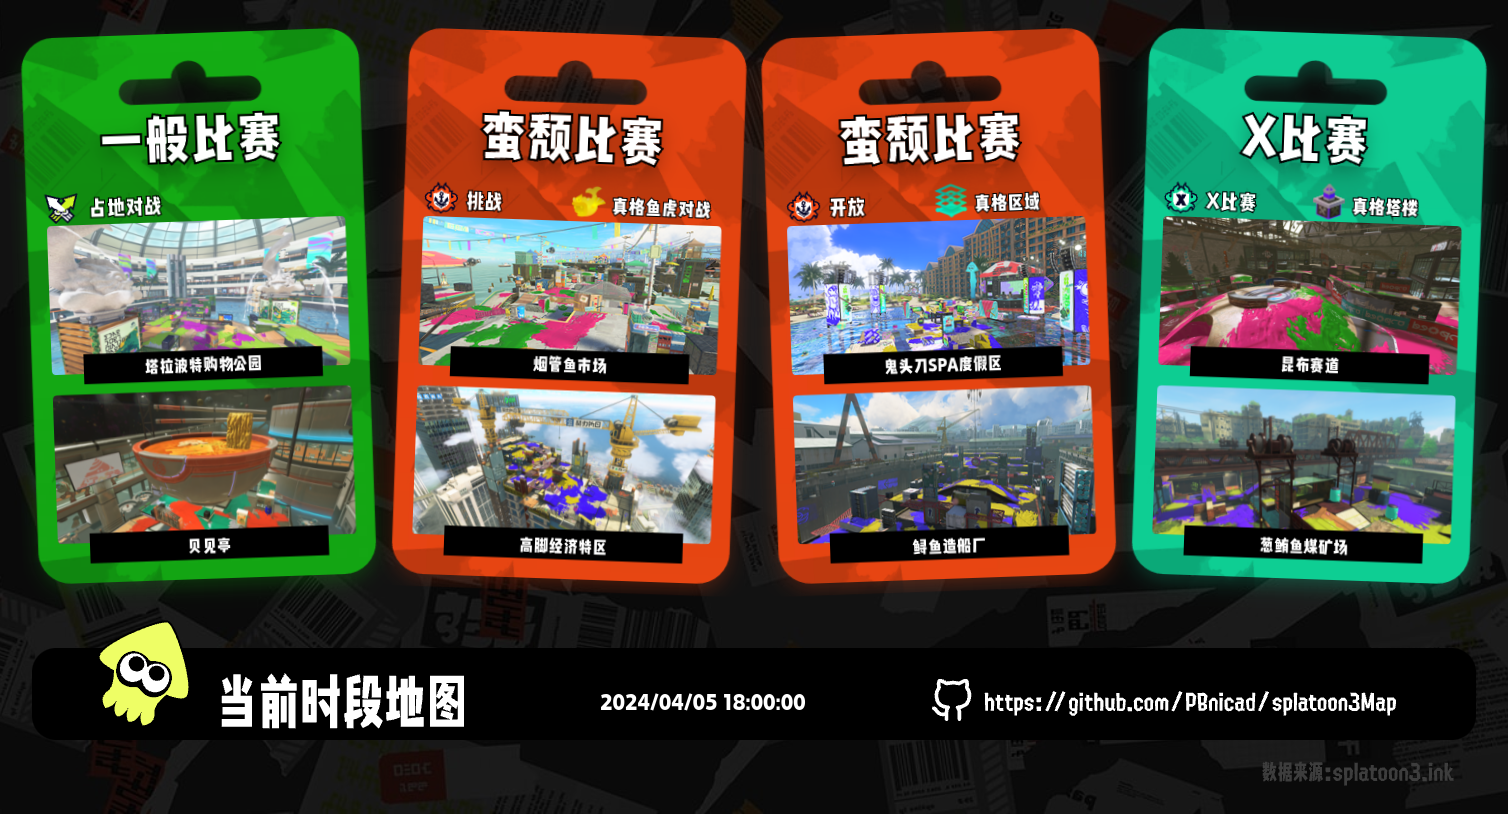 一般比赛
占地对战
塔拉波特购物公园
贝见亭
蛮颓比赛
挑战
真格鱼虎对战
烟管鱼市场
高脚经济特区
蛮颓比赛
开放
真格区域
鬼头刀SPA度假区
鲟鱼造船厂
X比赛
X比赛
真格塔楼
昆布赛道
葱鲔鱼煤矿场
当前时段地图
2024/04/05 18:00:00
https://github.com/PBnicad/splatoon3Map
数据来源:splatoon3.ink